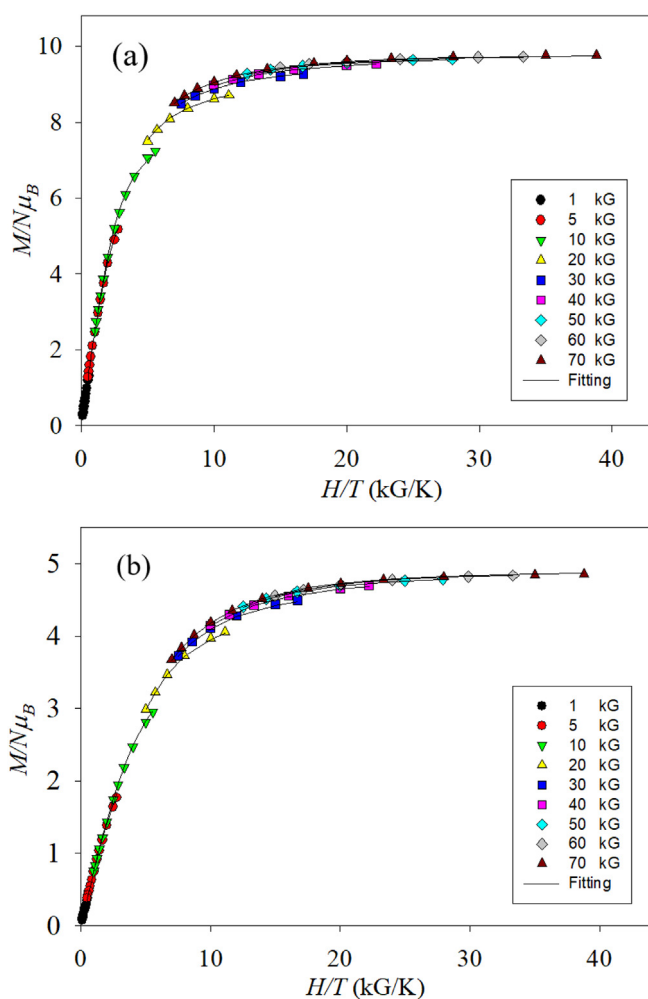 (a)
M/Nμ_B
10
8
6
4
2
0
0 10 20 30 40
H/T (kG/K)
1 kG
5 kG
10 kG
20 kG
30 kG
40 kG
50 kG
60 kG
70 kG
Fitting
(b)
M/Nμ_B
5
4
3
2
1
0
0 10 20 30 40
H/T (kG/K)
1 kG
5 kG
10 kG
20 kG
30 kG
40 kG
50 kG
60 kG
70 kG
Fitting